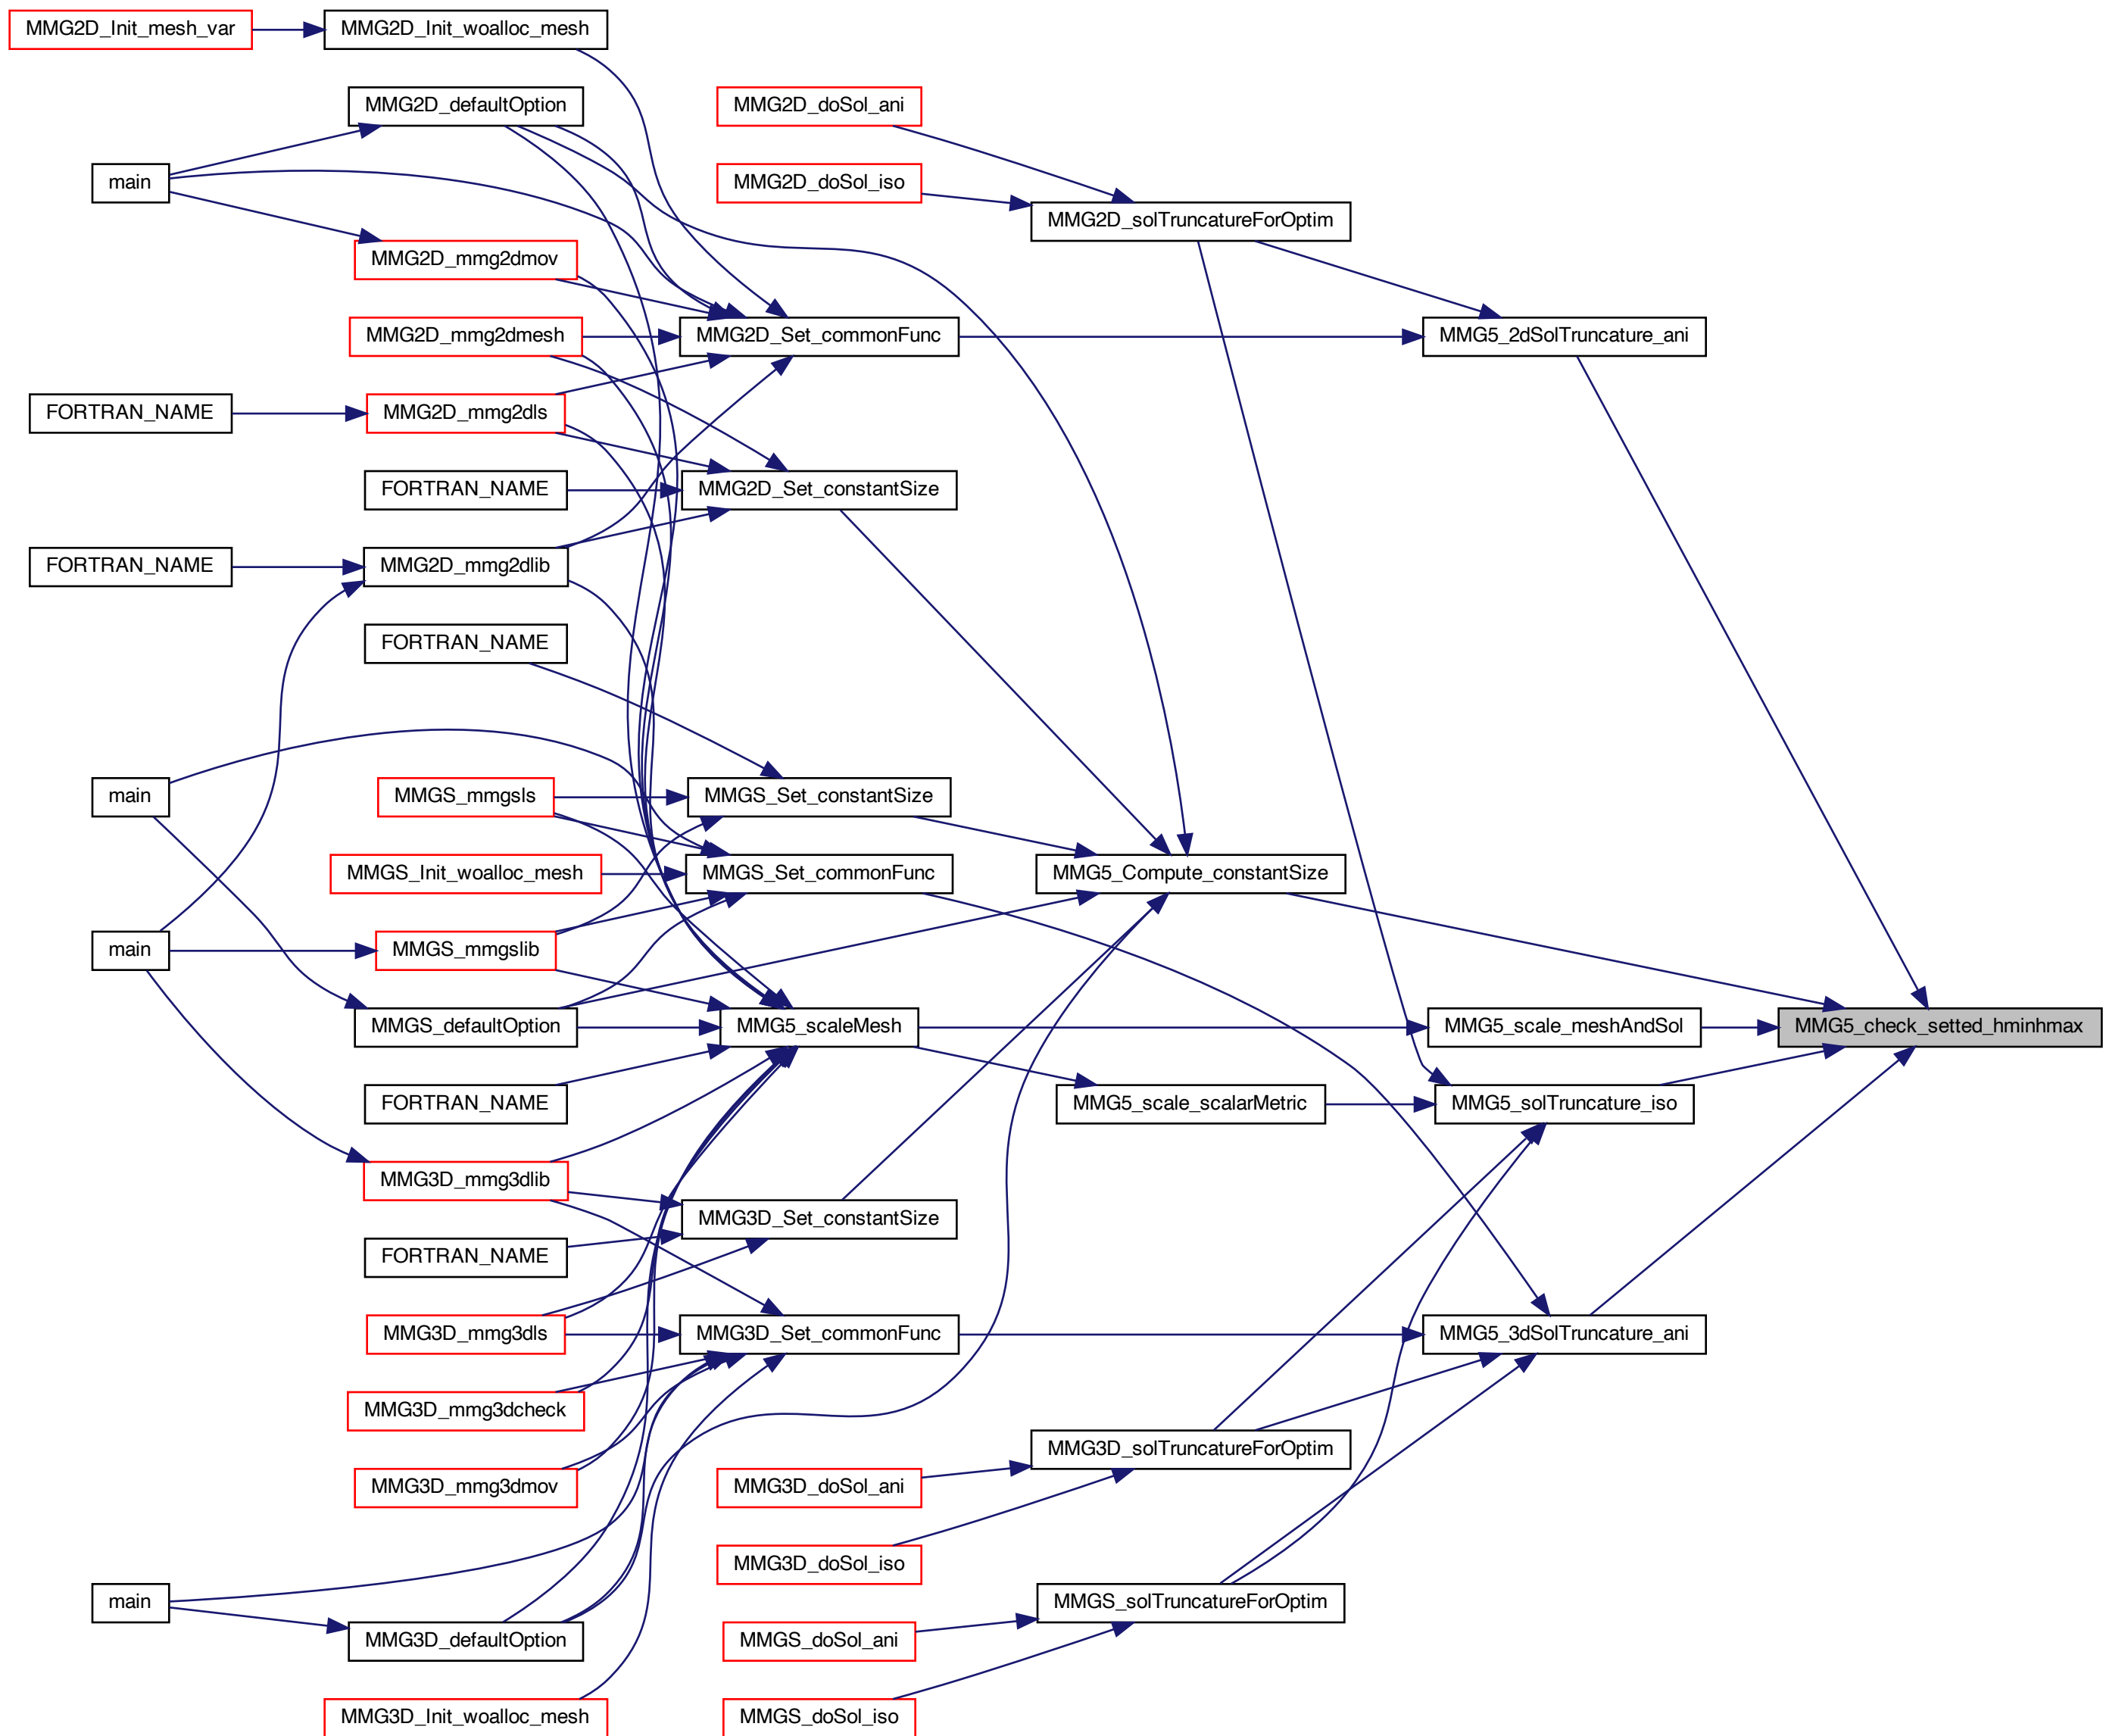 MMG2D_Init_mesh_var
MMG2D_Init_woalloc_mesh
MMG2D_defaultOption
MMG2D_doSol_ani
main
MMG2D_doSol_iso
MMG2D_solTruncatureForOptim
MMG2D_mmg2dmov
MMG2D_mmg2dmesh
MMG2D_Set_commonFunc
MMG5_2dSolTruncature_ani
FORTRAN_NAME
MMG2D_mmg2dls
FORTRAN_NAME
MMG2D_Set_constantSize
FORTRAN_NAME
MMG2D_mmg2dlib
FORTRAN_NAME
main
MMGS_mmgsls
MMGS_Set_constantSize
MMGS_Init_woalloc_mesh
MMGS_Set_commonFunc
MMG5_Compute_constantSize
main
MMGS_mmgslib
MMGS_defaultOption
MMG5_scaleMesh
MMG5_scale_meshAndSol
MMG5_check_setted_hminhmax
FORTRAN_NAME
MMG5_scale_scalarMetric
MMG5_solTruncature_iso
MMG3D_mmg3dlib
MMG3D_Set_constantSize
FORTRAN_NAME
MMG3D_mmg3dls
MMG3D_Set_commonFunc
MMG5_3dSolTruncature_ani
MMG3D_mmg3dcheck
MMG3D_solTruncatureForOptim
MMG3D_mmg3dmov
MMG3D_doSol_ani
MMG3D_doSol_iso
main
MMGS_solTruncatureForOptim
MMG3D_defaultOption
MMGS_doSol_ani
MMG3D_Init_woalloc_mesh
MMGS_doSol_iso